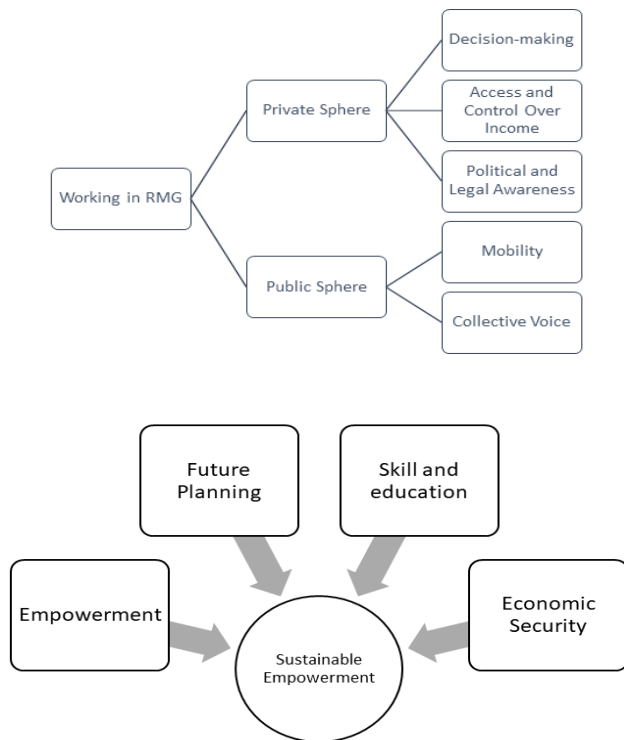 Decision-making
Private Sphere
Access and
Control Over
Income
Political and
Legal Awareness
Working in RMG
Public Sphere
Mobility
Collective Voice
Future
Planning
Skill and
education
Empowerment
Economic
Security
Sustainable
Empowerment